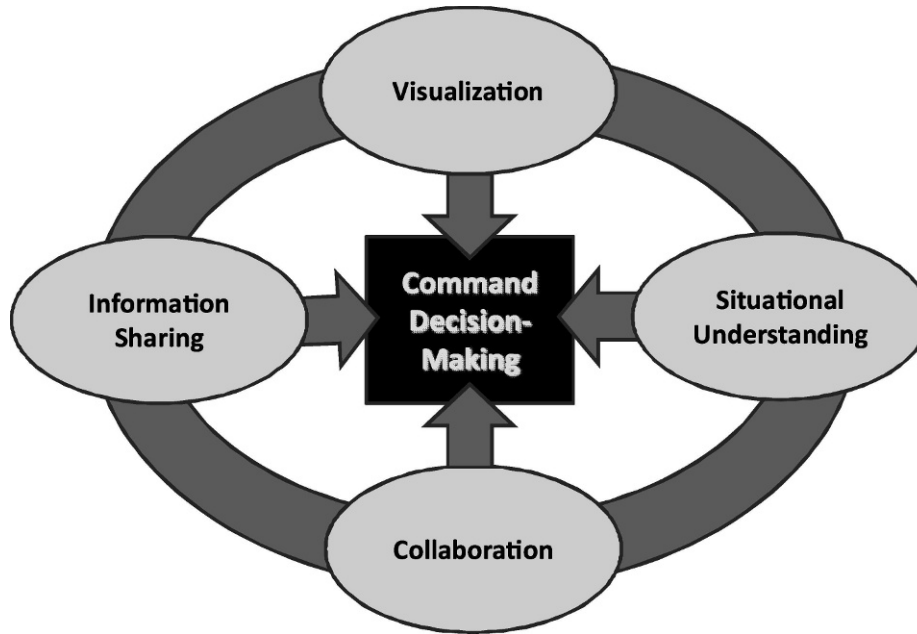 Visualization
Information
Sharing
Command
Decision-
Making
Situational
Understanding
Collaboration